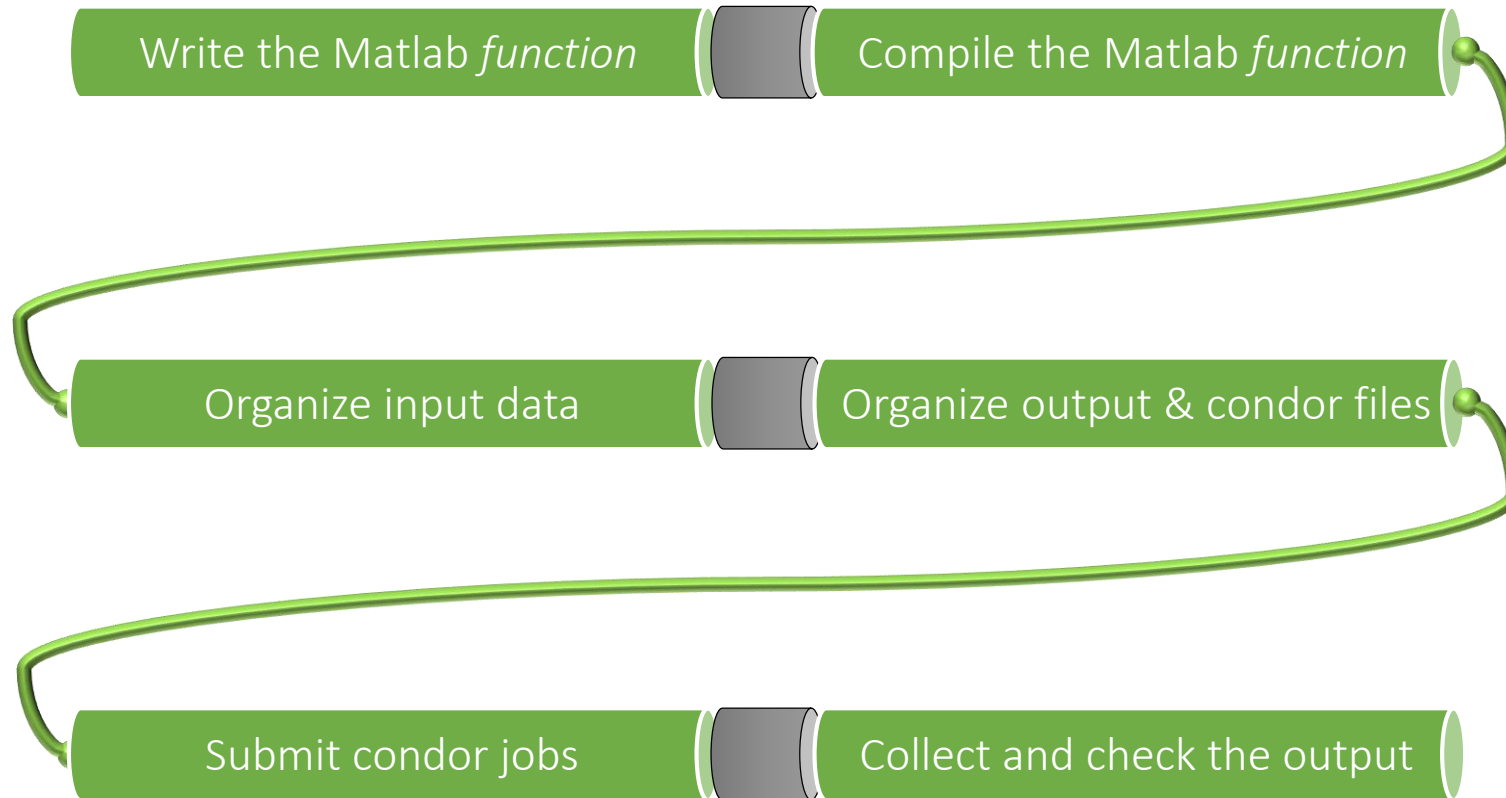 Write the Matlab function
Compile the Matlab function
Organize input data
Organize output & condor files
Submit condor jobs
Collect and check the output